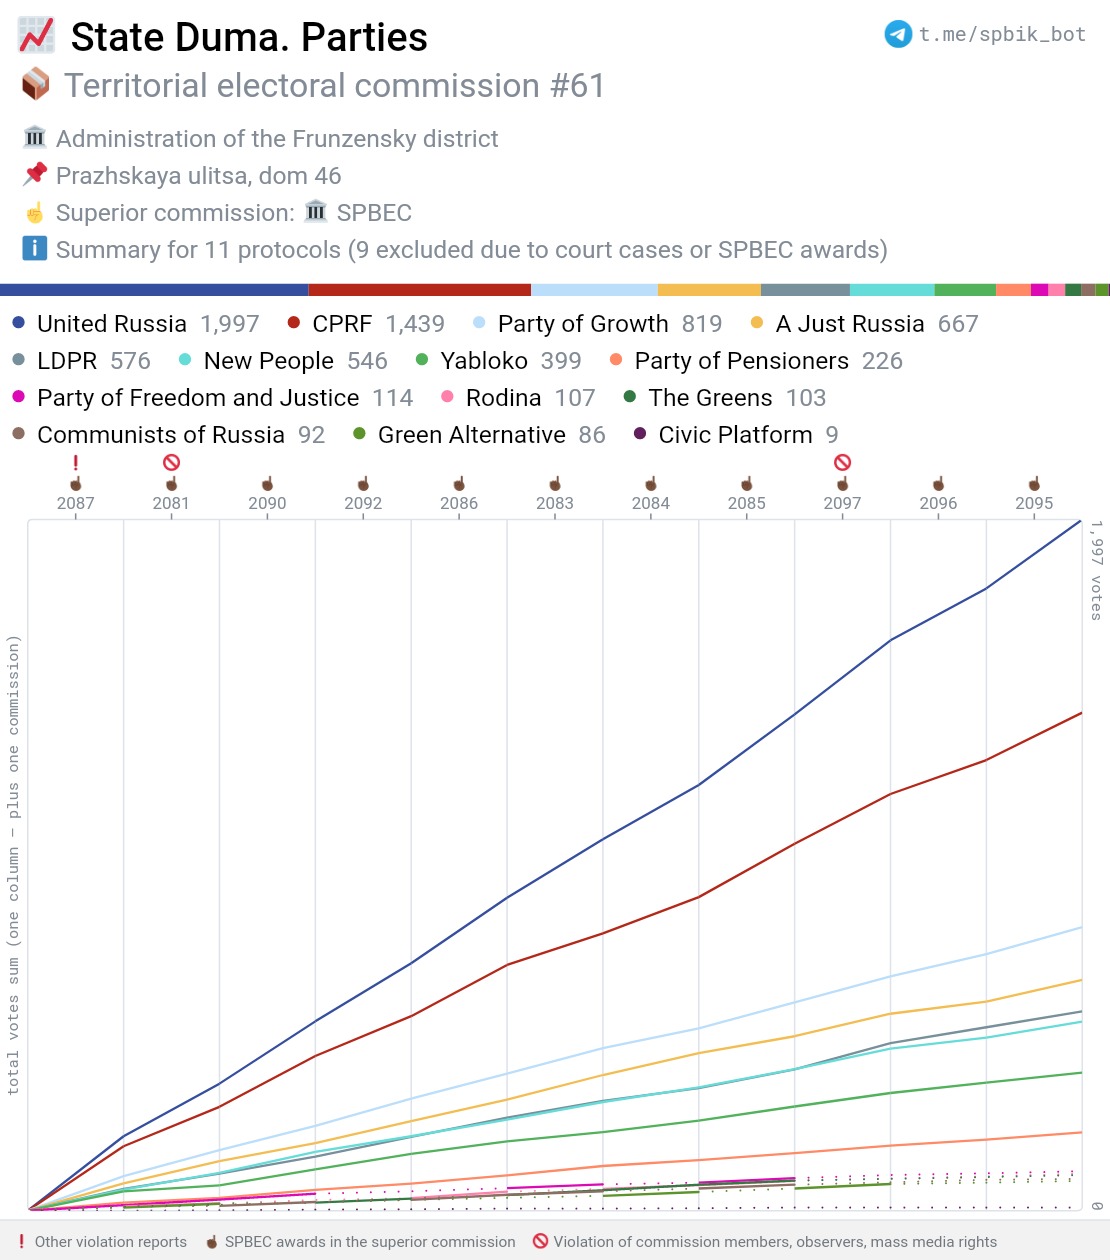 State Duma. Parties
t.me/spbik_bot
Territorial electoral commission #61
Administration of the Frunzensky district
Prazhskaya ulitsa, dom 46
Superior commission: SPBEC
Summary for 11 protocols (9 excluded due to court cases or SPBEC awards)
United Russia 1,997 CPRF 1,439 Party of Growth 819 A Just Russia 667
LDPR 576 New People 546 Yabloko 399 Party of Pensioners 226
Party of Freedom and Justice 114 Rodina 107 The Greens 103
Communists of Russia 92 Green Alternative 86 Civic Platform 9
2087 2081 2090 2092 2086 2083 2084 2085 2097 2096 2095
1,997 votes
total votes sum (one column — plus one commission)
0
Other violation reports SPBEC awards in the superior commission Violation of commission members, observers, mass media rights